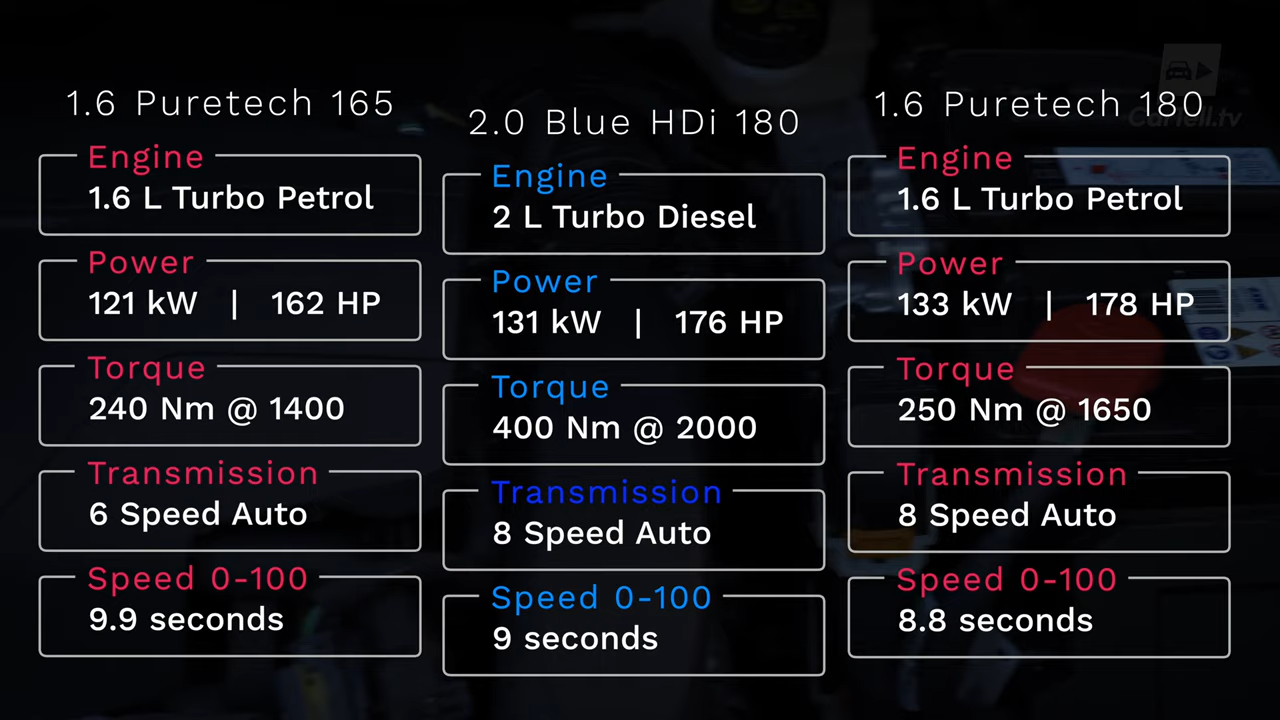 1.6 Puretech 165
Engine
1.6 L Turbo Petrol
Power
121 kW | 162 HP
Torque
240 Nm @ 1400
Transmission
6 Speed Auto
Speed 0-100
9.9 seconds
2.0 Blue HDi 180
Engine
2 L Turbo Diesel
Power
131 kW | 176 HP
Torque
400 Nm @ 2000
Transmission
8 Speed Auto
Speed 0-100
9 seconds
1.6 Puretech 180
Engine
1.6 L Turbo Petrol
Power
133 kW | 178 HP
Torque
250 Nm @ 1650
Transmission
8 Speed Auto
Speed 0-100
8.8 seconds